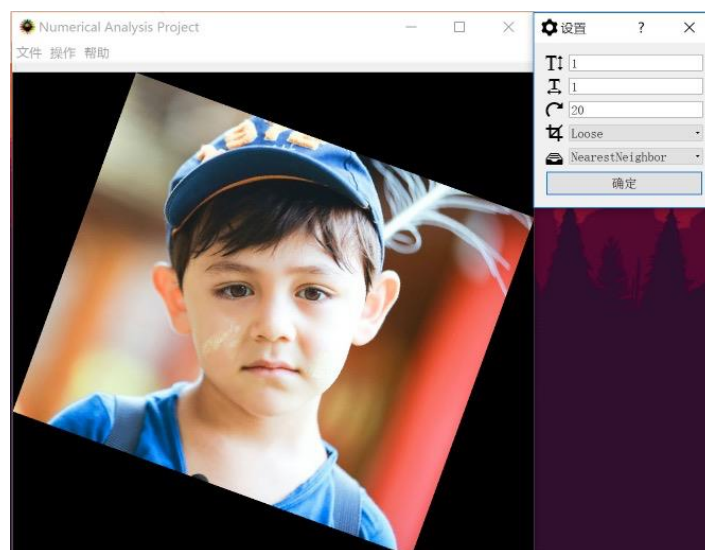 Numerical Analysis Project
文件 操作 帮助
设置
1
1
20
Loose
NearestNeighbor
确定